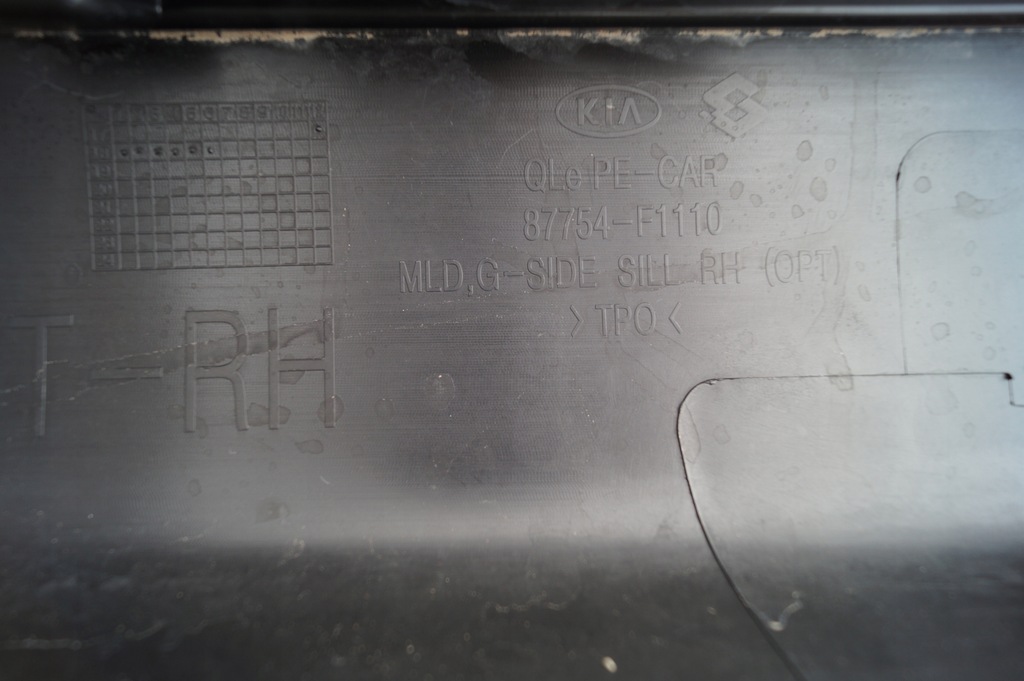 KIA
QLe PE-CAR
87754-F1110
MLD,G-SIDE SILL RH (OPT)
>TPO<
T-RH